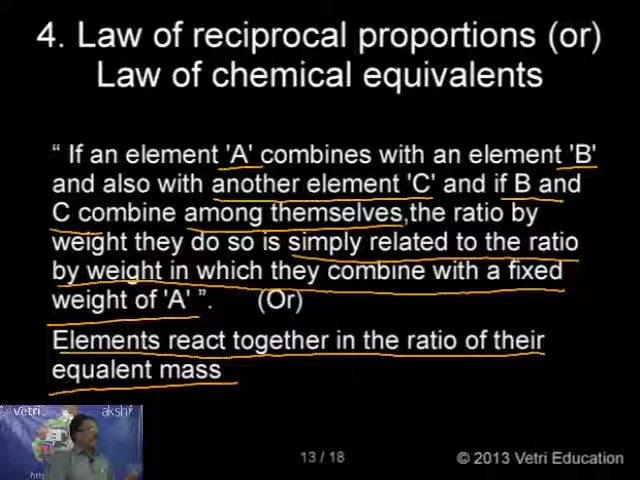 4. Law of reciprocal proportions (or)
Law of chemical equivalents
“ If an element 'A' combines with an element 'B'
and also with another element 'C' and if B and
C combine among themselves,the ratio by
weight they do so is simply related to the ratio
by weight in which they combine with a fixed
weight of 'A' ”. (Or)
Elements react together in the ratio of their
equalent mass
vetri akshi
13 / 18 © 2013 Vetri Education